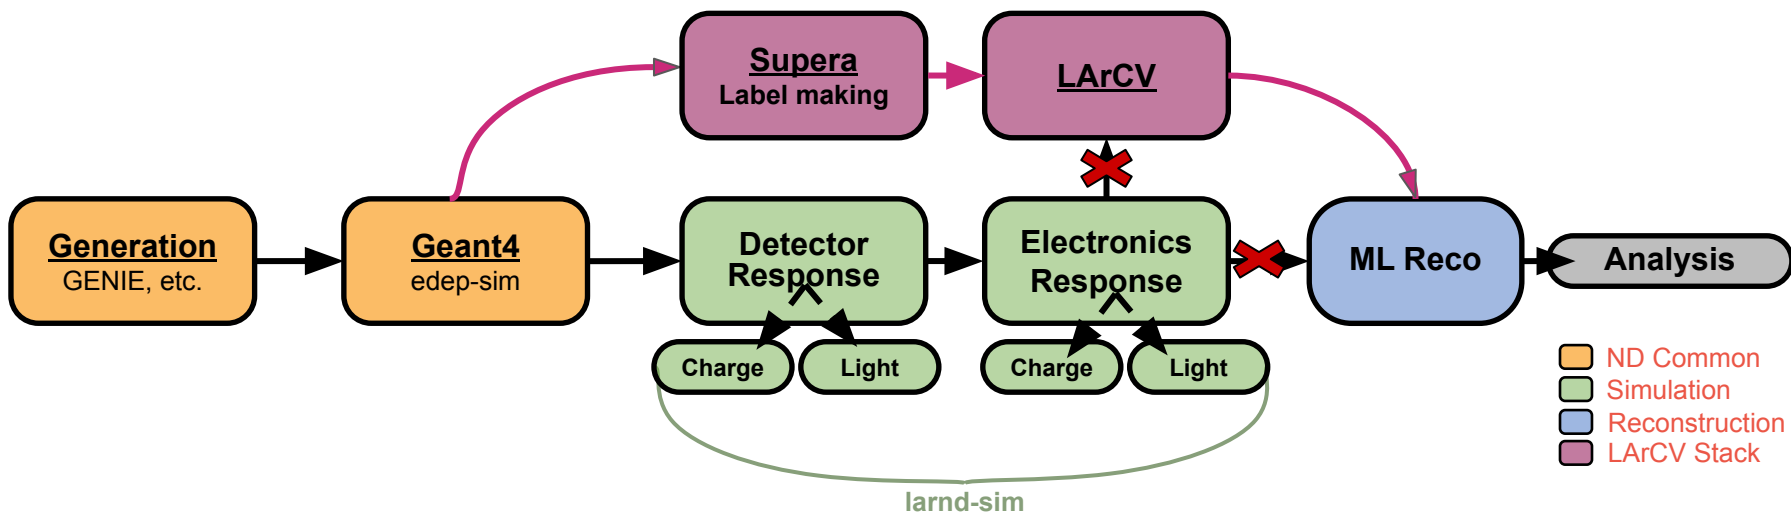 Supera
Label making
LArCV
Generation
GENIE, etc.
Geant4
edep-sim
Detector
Response
Electronics
Response
ML Reco
Analysis
Charge
Light
Charge
Light
ND Common
Simulation
Reconstruction
LArCV Stack
larnd-sim